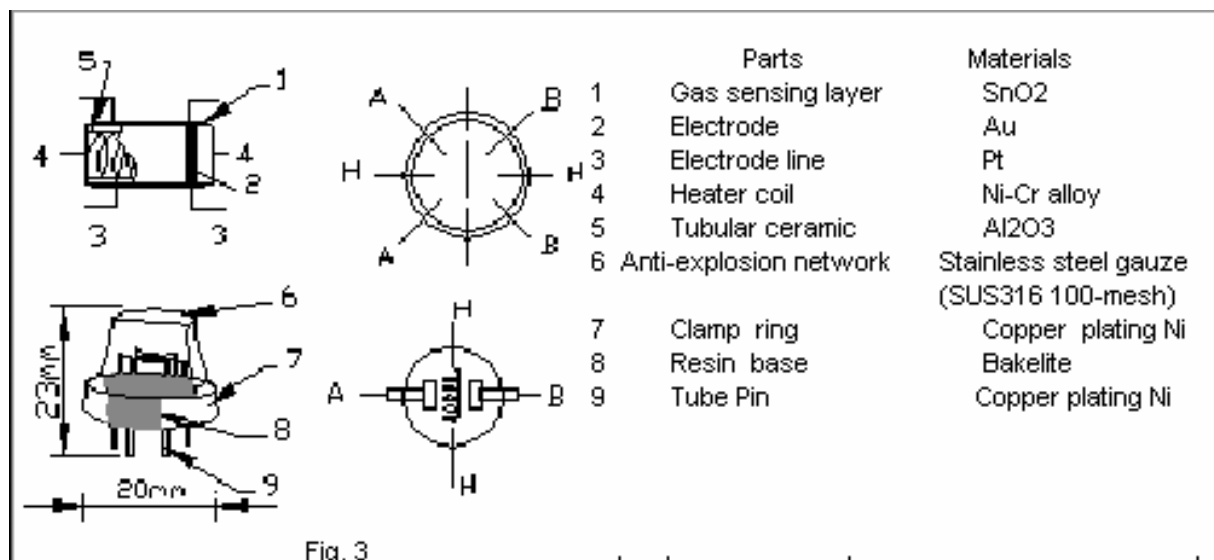 Parts Materials
1 Gas sensing layer SnO2
2 Electrode Au
3 Electrode line Pt
4 Heater coil Ni-Cr alloy
5 Tubular ceramic Al2O3
6 Anti-explosion network Stainless steel gauze
(SUS316 100-mesh)
7 Clamp ring Copper plating Ni
8 Resin base Bakelite
9 Tube Pin Copper plating Ni
5
1
4
4
2
3
3
A
B
H
H
A
B
6
7
8
9
23mm
20mm
H
A
B
H
Fig. 3